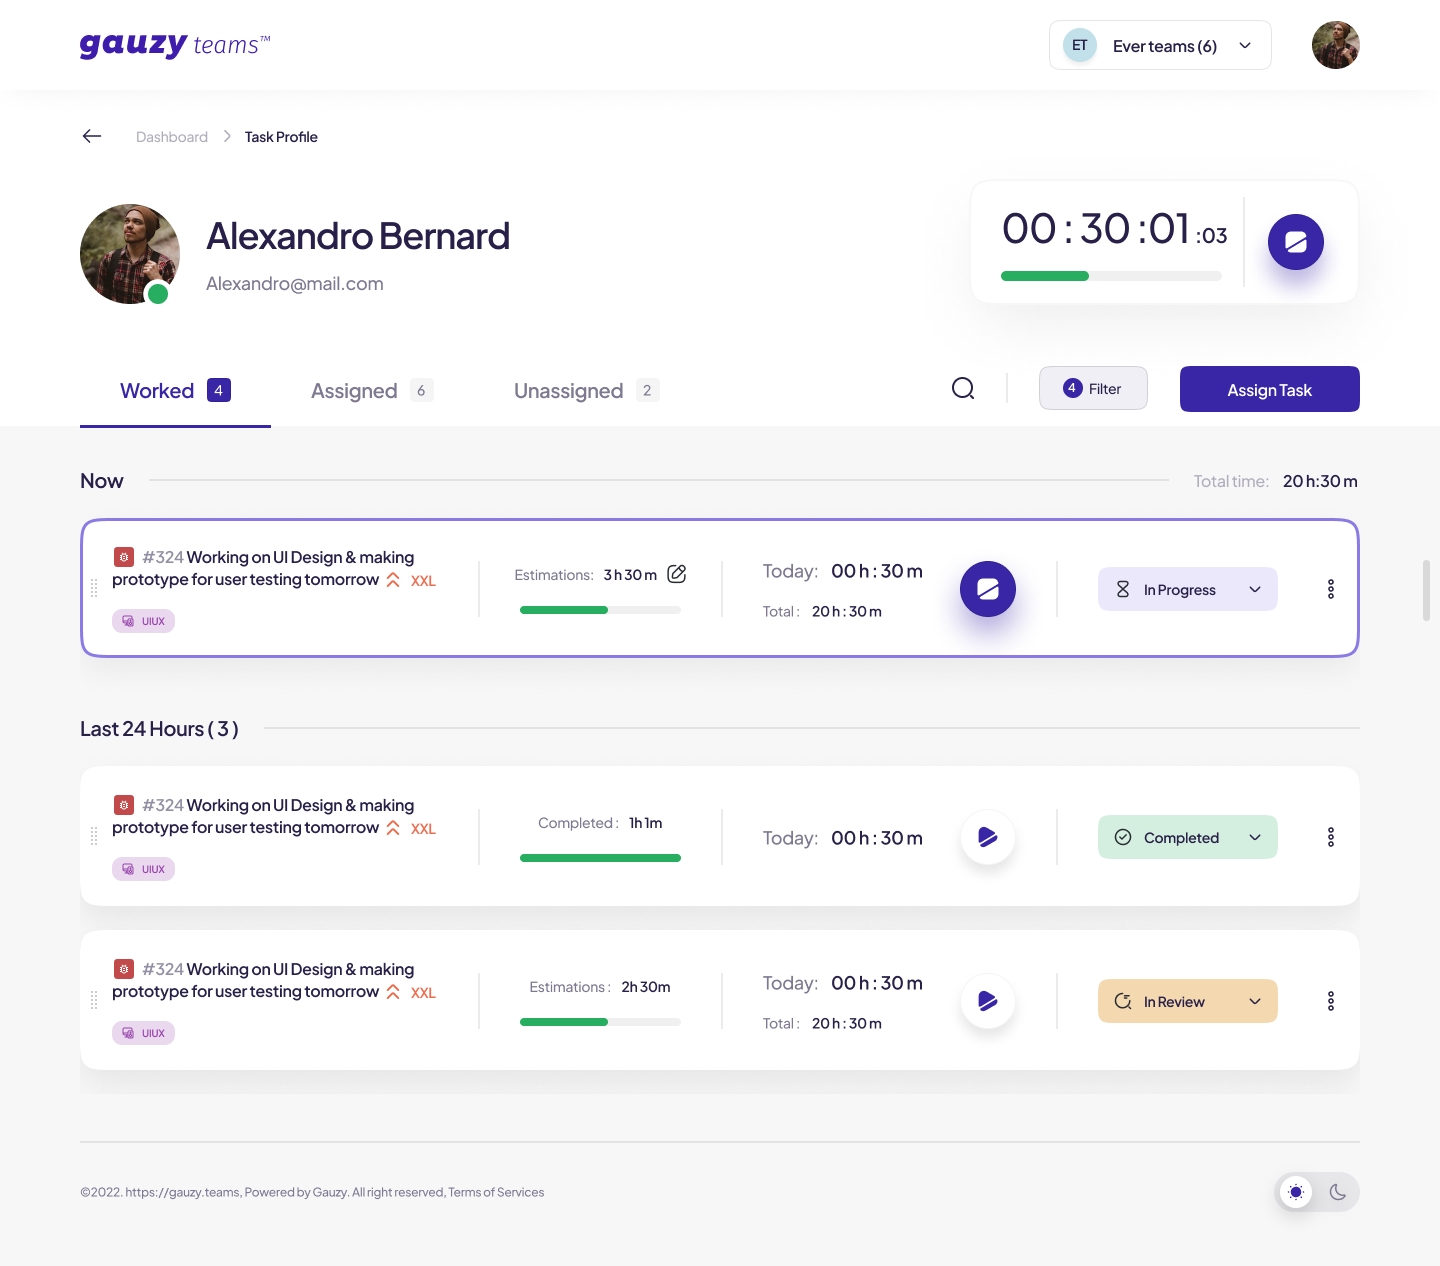 gauzy teams™
ET Ever teams (6)
Dashboard Task Profile
Alexandro Bernard
Alexandro@mail.com
00 : 30 :01 :03
Worked 4 Assigned 6 Unassigned 2 4 Filter Assign Task
Now Total time: 20 h:30 m
#324 Working on UI Design & making
prototype for user testing tomorrow XXL
UIUX
Estimations: 3 h 30 m
Today: 00 h : 30 m
Total : 20 h : 30 m
In Progress
Last 24 Hours ( 3 )
#324 Working on UI Design & making
prototype for user testing tomorrow XXL
UIUX
Completed : 1h 1m
Today: 00 h : 30 m
Completed
#324 Working on UI Design & making
prototype for user testing tomorrow XXL
UIUX
Estimations : 2h 30m
Today: 00 h : 30 m
Total : 20 h : 30 m
In Review
©2022. https://gauzy.teams, Powered by Gauzy. All right reserved, Terms of Services